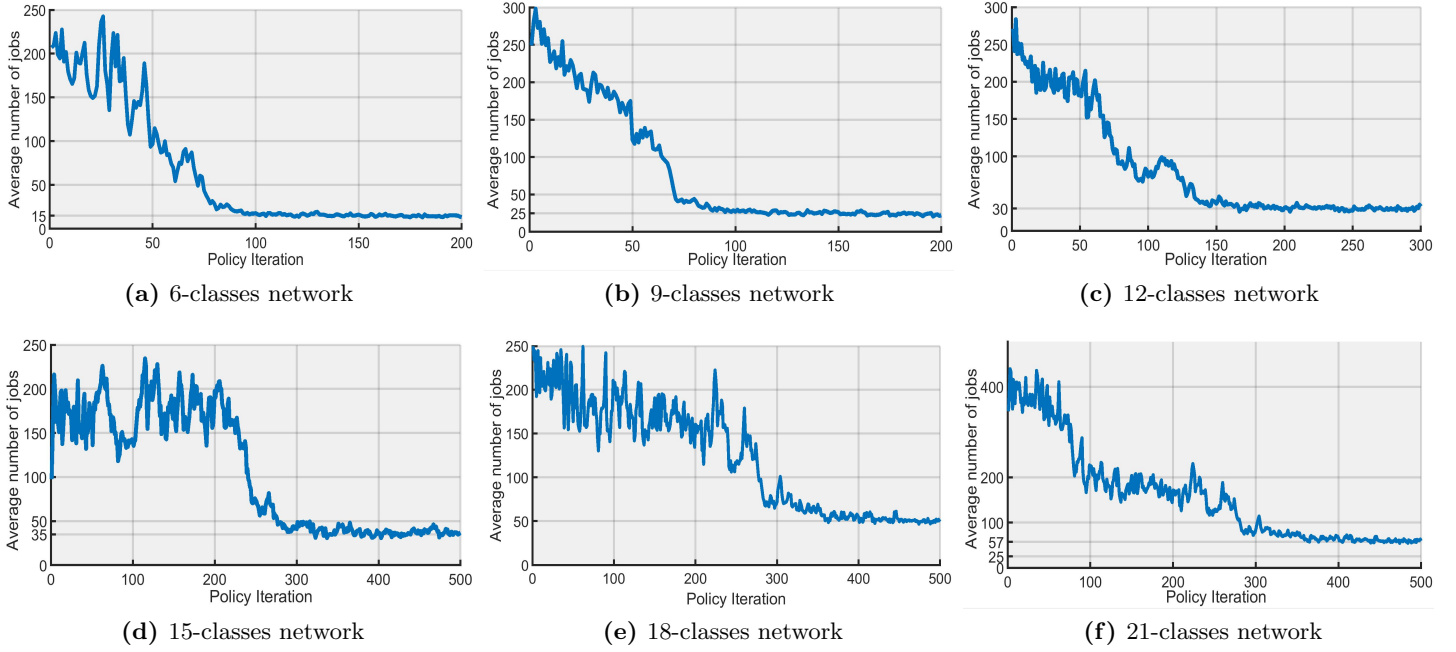 250
200
150
100
50
15
0
Average number of jobs
0 50 100 150 200
Policy Iteration
(a) 6-classes network
300
250
200
150
100
50
25
0
Average number of jobs
0 50 100 150 200
Policy Iteration
(b) 9-classes network
300
250
200
150
100
30
0
Average number of jobs
0 50 100 150 200 250 300
Policy Iteration
(c) 12-classes network
250
200
150
100
50
35
0
Average number of jobs
0 100 200 300 400 500
Policy Iteration
(d) 15-classes network
250
200
150
100
50
0
Average number of jobs
0 100 200 300 400 500
Policy Iteration
(e) 18-classes network
400
200
100
57
25
0
Average number of jobs
0 100 200 300 400 500
Policy Iteration
(f) 21-classes network